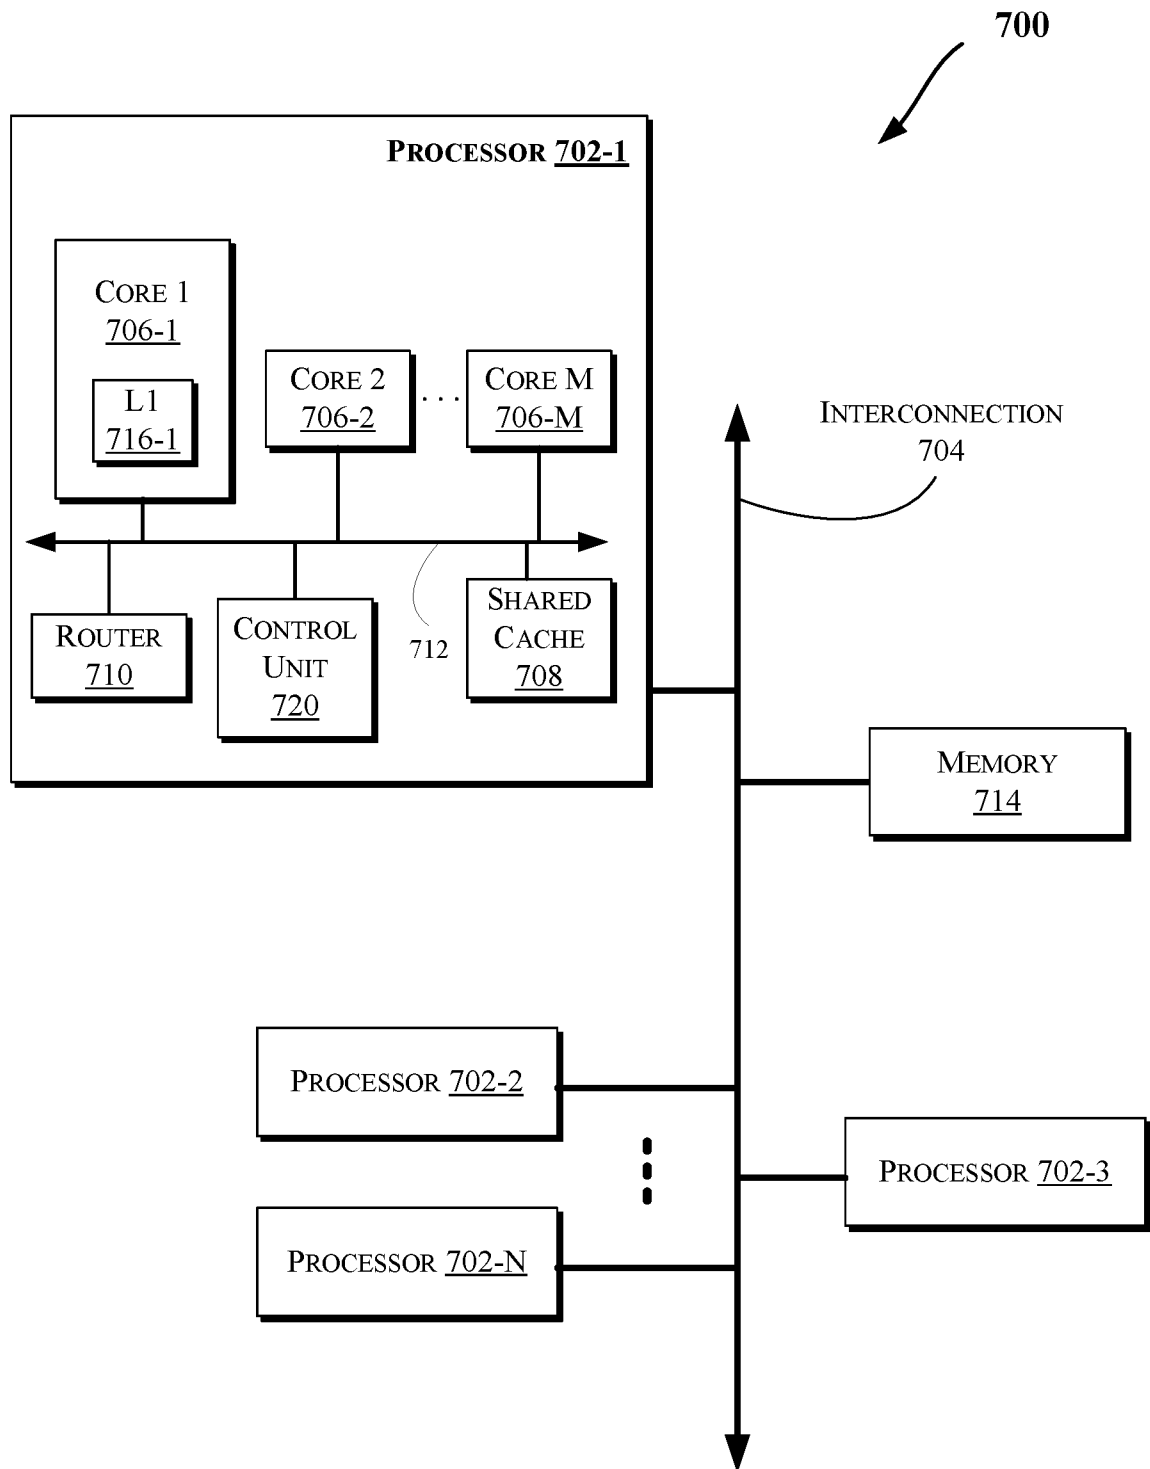 700
PROCESSOR 702-1
CORE 1
706-1
L1
716-1
CORE 2
706-2
. . .
CORE M
706-M
INTERCONNECTION
704
ROUTER
710
CONTROL
UNIT
720
712
SHARED
CACHE
708
MEMORY
714
PROCESSOR 702-2
PROCESSOR 702-3
PROCESSOR 702-N